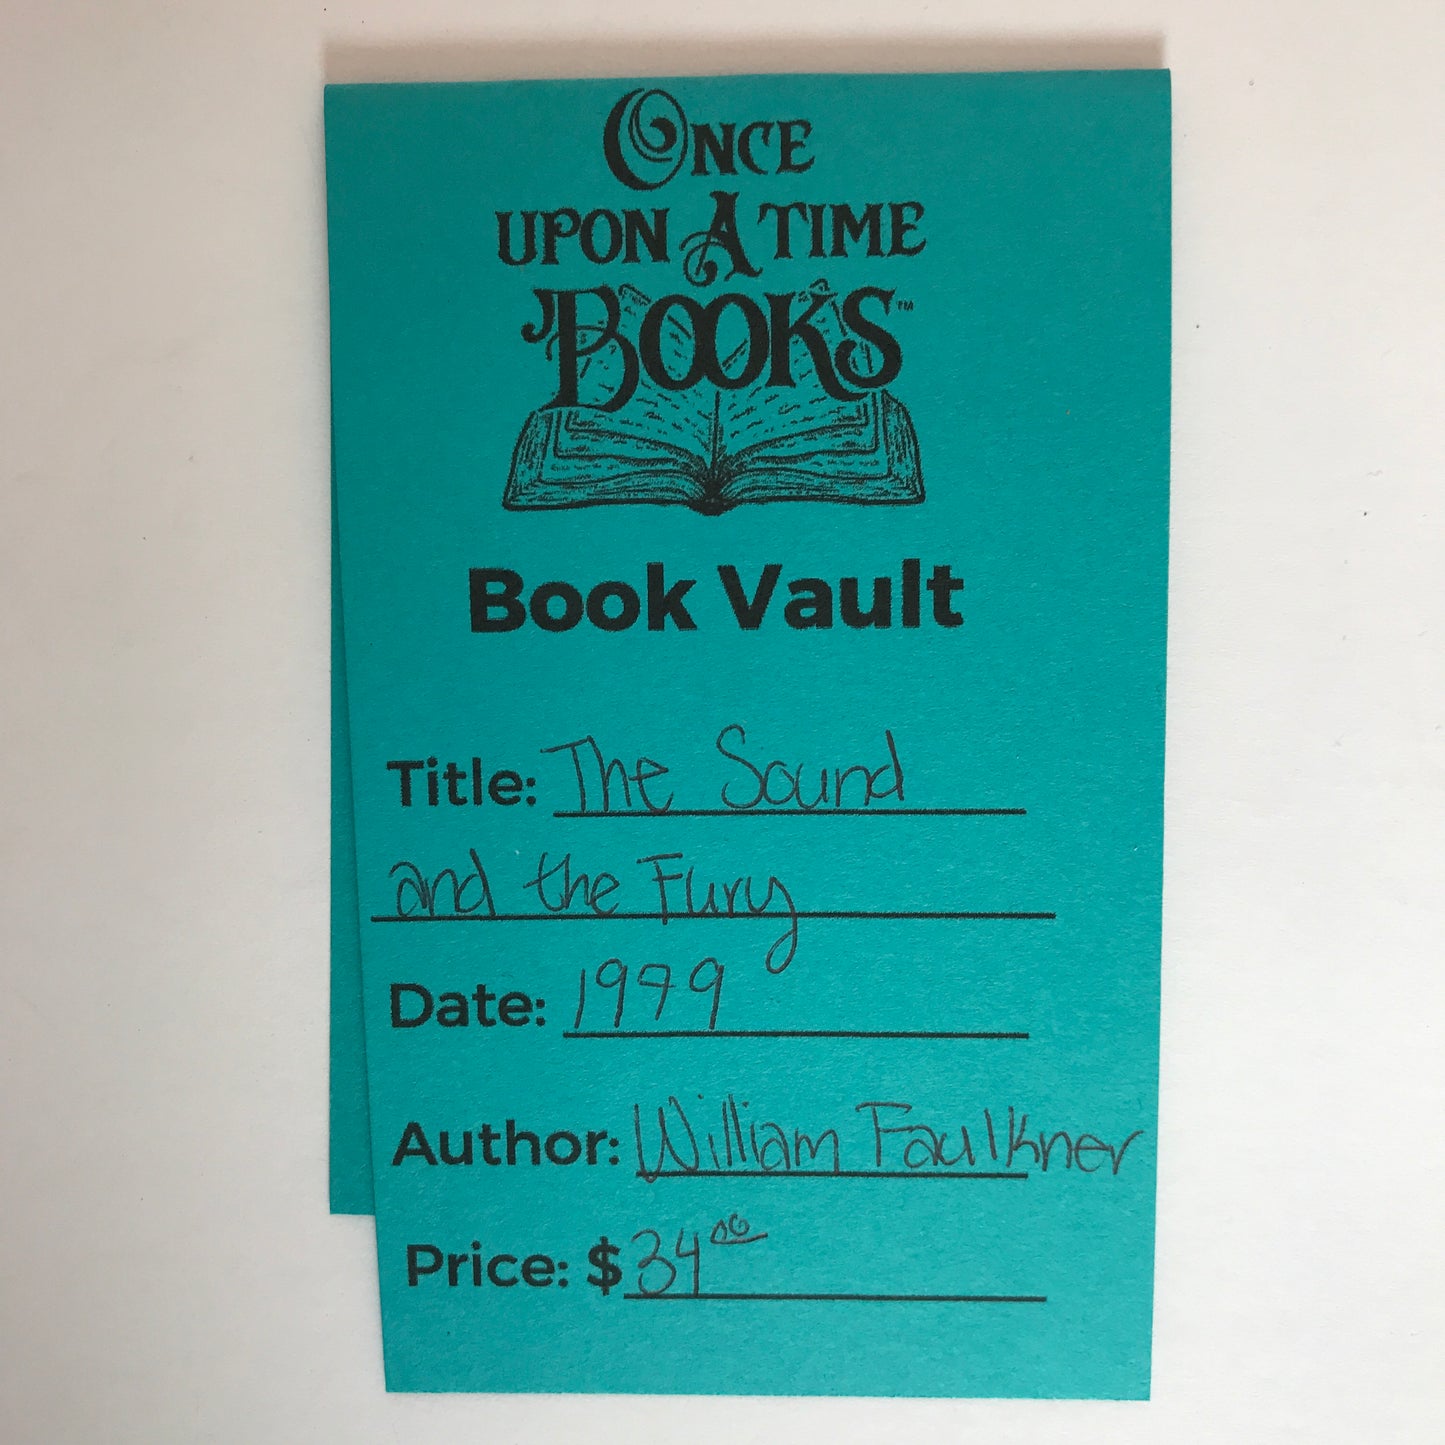 ONCE
UPON A TIME
BOOKS™
Book Vault
Title: The Sound
and the Fury
Date: 1979
Author: William Faulkner
Price: $34 00